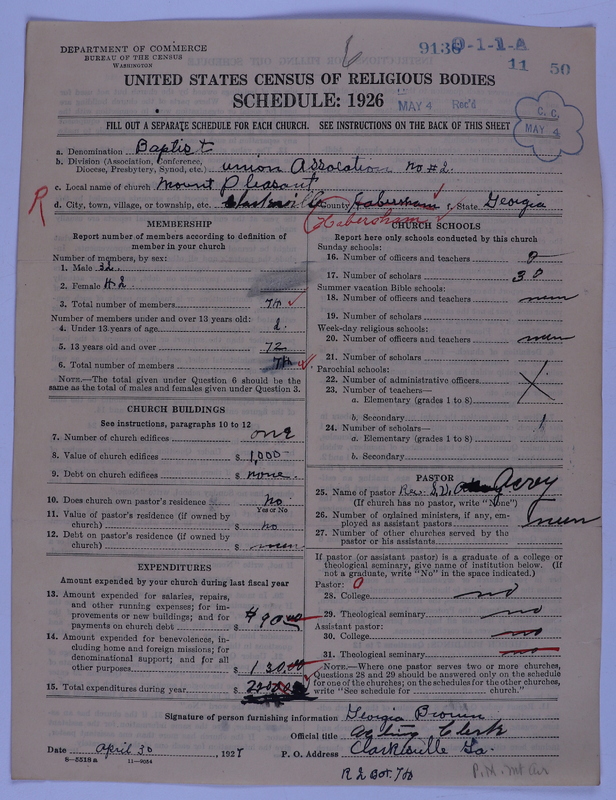 DEPARTMENT OF COMMERCE
BUREAU OF THE CENSUS
WASHINGTON
11 50
UNITED STATES CENSUS OF RELIGIOUS BODIES
SCHEDULE: 1926
MAY 4 Rec'd
C. C.
MAY 4
FILL OUT A SEPARATE SCHEDULE FOR EACH CHURCH. SEE INSTRUCTIONS ON THE BACK OF THIS SHEET
a. Denomination Baptist
b. Division (Association, Conference,
Diocese, Presbytery, Synod, etc.) union Assocation No #2.
c. Local name of church Mount Pleasant
d. City, town, village, or township, etc. Clarksville County Habersham State Georgia
R
Habersham
MEMBERSHIP
Report number of members according to definition of
member in your church
Number of members, by sex:
1. Male 32
2. Female 42
3. Total number of members 74
Number of members under and over 13 years old:
4. Under 13 years of age 2
5. 13 years old and over 72
6. Total number of members 74
NOTE.—The total given under Question 6 should be the
same as the total of males and females given under Question 3.
CHURCH BUILDINGS
See instructions, paragraphs 10 to 12
7. Number of church edifices one
8. Value of church edifices $ 1,000
9. Debt on church edifices $ none
10. Does church own pastor's residence No
Yes or No
11. Value of pastor's residence (if owned by
church) $ no
12. Debt on pastor's residence (if owned by
church) $
EXPENDITURES
Amount expended by your church during last fiscal year
13. Amount expended for salaries, repairs,
and other running expenses; for im-
provements or new buildings; and for
payments on church debt $ 90
14. Amount expended for benevolences, in-
cluding home and foreign missions; for
denominational support; and for all
other purposes $
15. Total expenditures during year $
CHURCH SCHOOLS
Report here only schools conducted by this church
Sunday schools:
16. Number of officers and teachers
17. Number of scholars 30
Summer vacation Bible schools:
18. Number of officers and teachers
19. Number of scholars
Week-day religious schools:
20. Number of officers and teachers
21. Number of scholars
Parochial schools:
22. Number of administrative officers
23. Number of teachers—
a. Elementary (grades 1 to 8)
b. Secondary
24. Number of scholars—
a. Elementary (grades 1 to 8)
b. Secondary
PASTOR
25. Name of pastor Rev. S. D. Acrey
(If church has no pastor, write "None")
26. Number of ordained ministers, if any, em-
ployed as assistant pastors
27. Number of other churches served by the
pastor or his assistants
If pastor (or assistant pastor) is a graduate of a college or
theological seminary, give name of institution below. (If
not a graduate, write "No" in the space indicated.)
Pastor:
28. College no
29. Theological seminary no
Assistant pastor:
30. College no
31. Theological seminary no
NOTE.—Where one pastor serves two or more churches,
Questions 28 and 29 should be answered only on the schedule
for one of the churches; on the schedules for the other churches,
write "See schedule for church."
Signature of person furnishing information Georgia Brown
Official title Acting Clerk
Date April 30 1927 P. O. Address Clarksville Ga.
8-5518 a 11-9054
R 2 Box 70